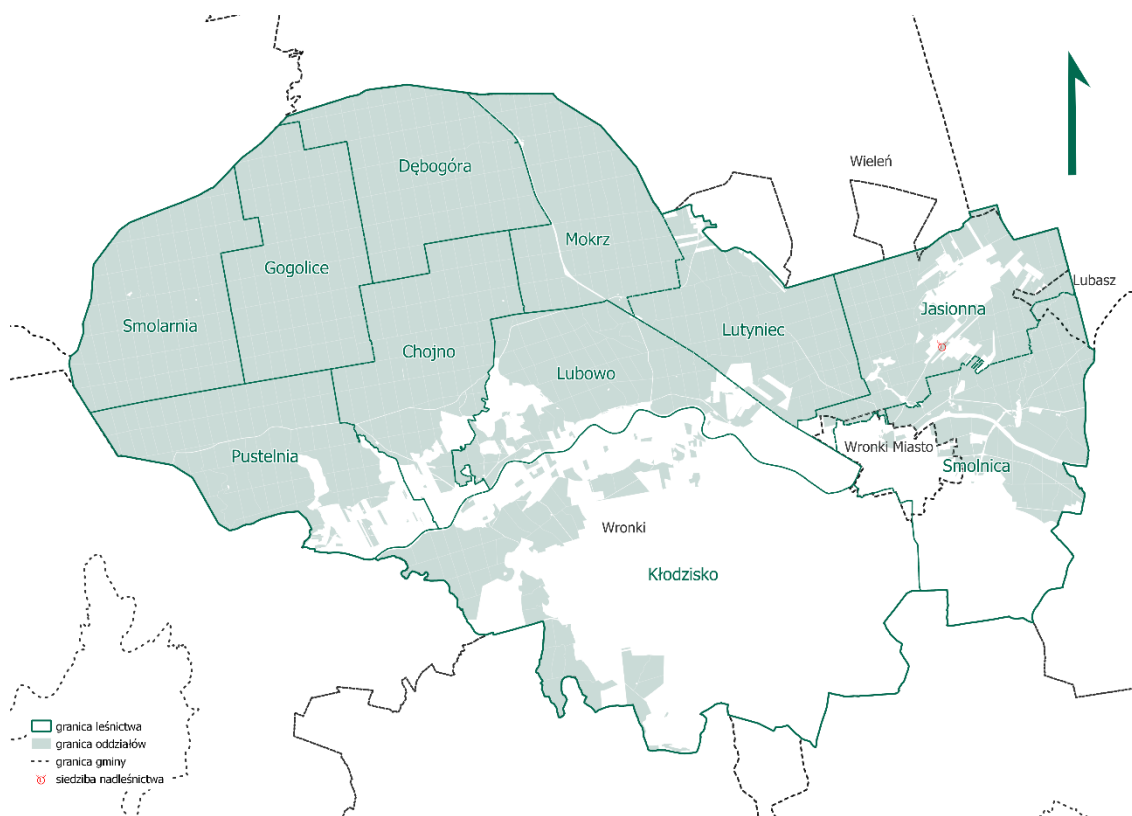 Wieleń
Dębogóra
Mokrz
Gogolice
Lubasz
Jasionna
Smolarnia
Lutyniec
Chojno
Lubowo
Wronki Miasto
Pustelnia
Smolnica
Wronki
Kłodzisko
granica leśnictwa
granica oddziałów
granica gminy
siedziba nadleśnictwa